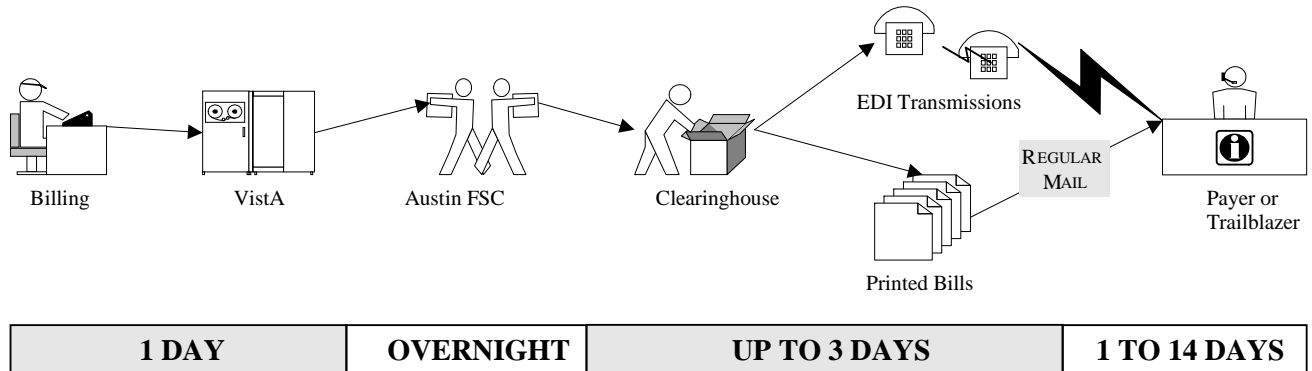 EDI Transmissions
REGULAR
MAIL
Billing
VistA
Austin FSC
Clearinghouse
Payer or
Trailblazer
Printed Bills
1 DAY
OVERNIGHT
UP TO 3 DAYS
1 TO 14 DAYS